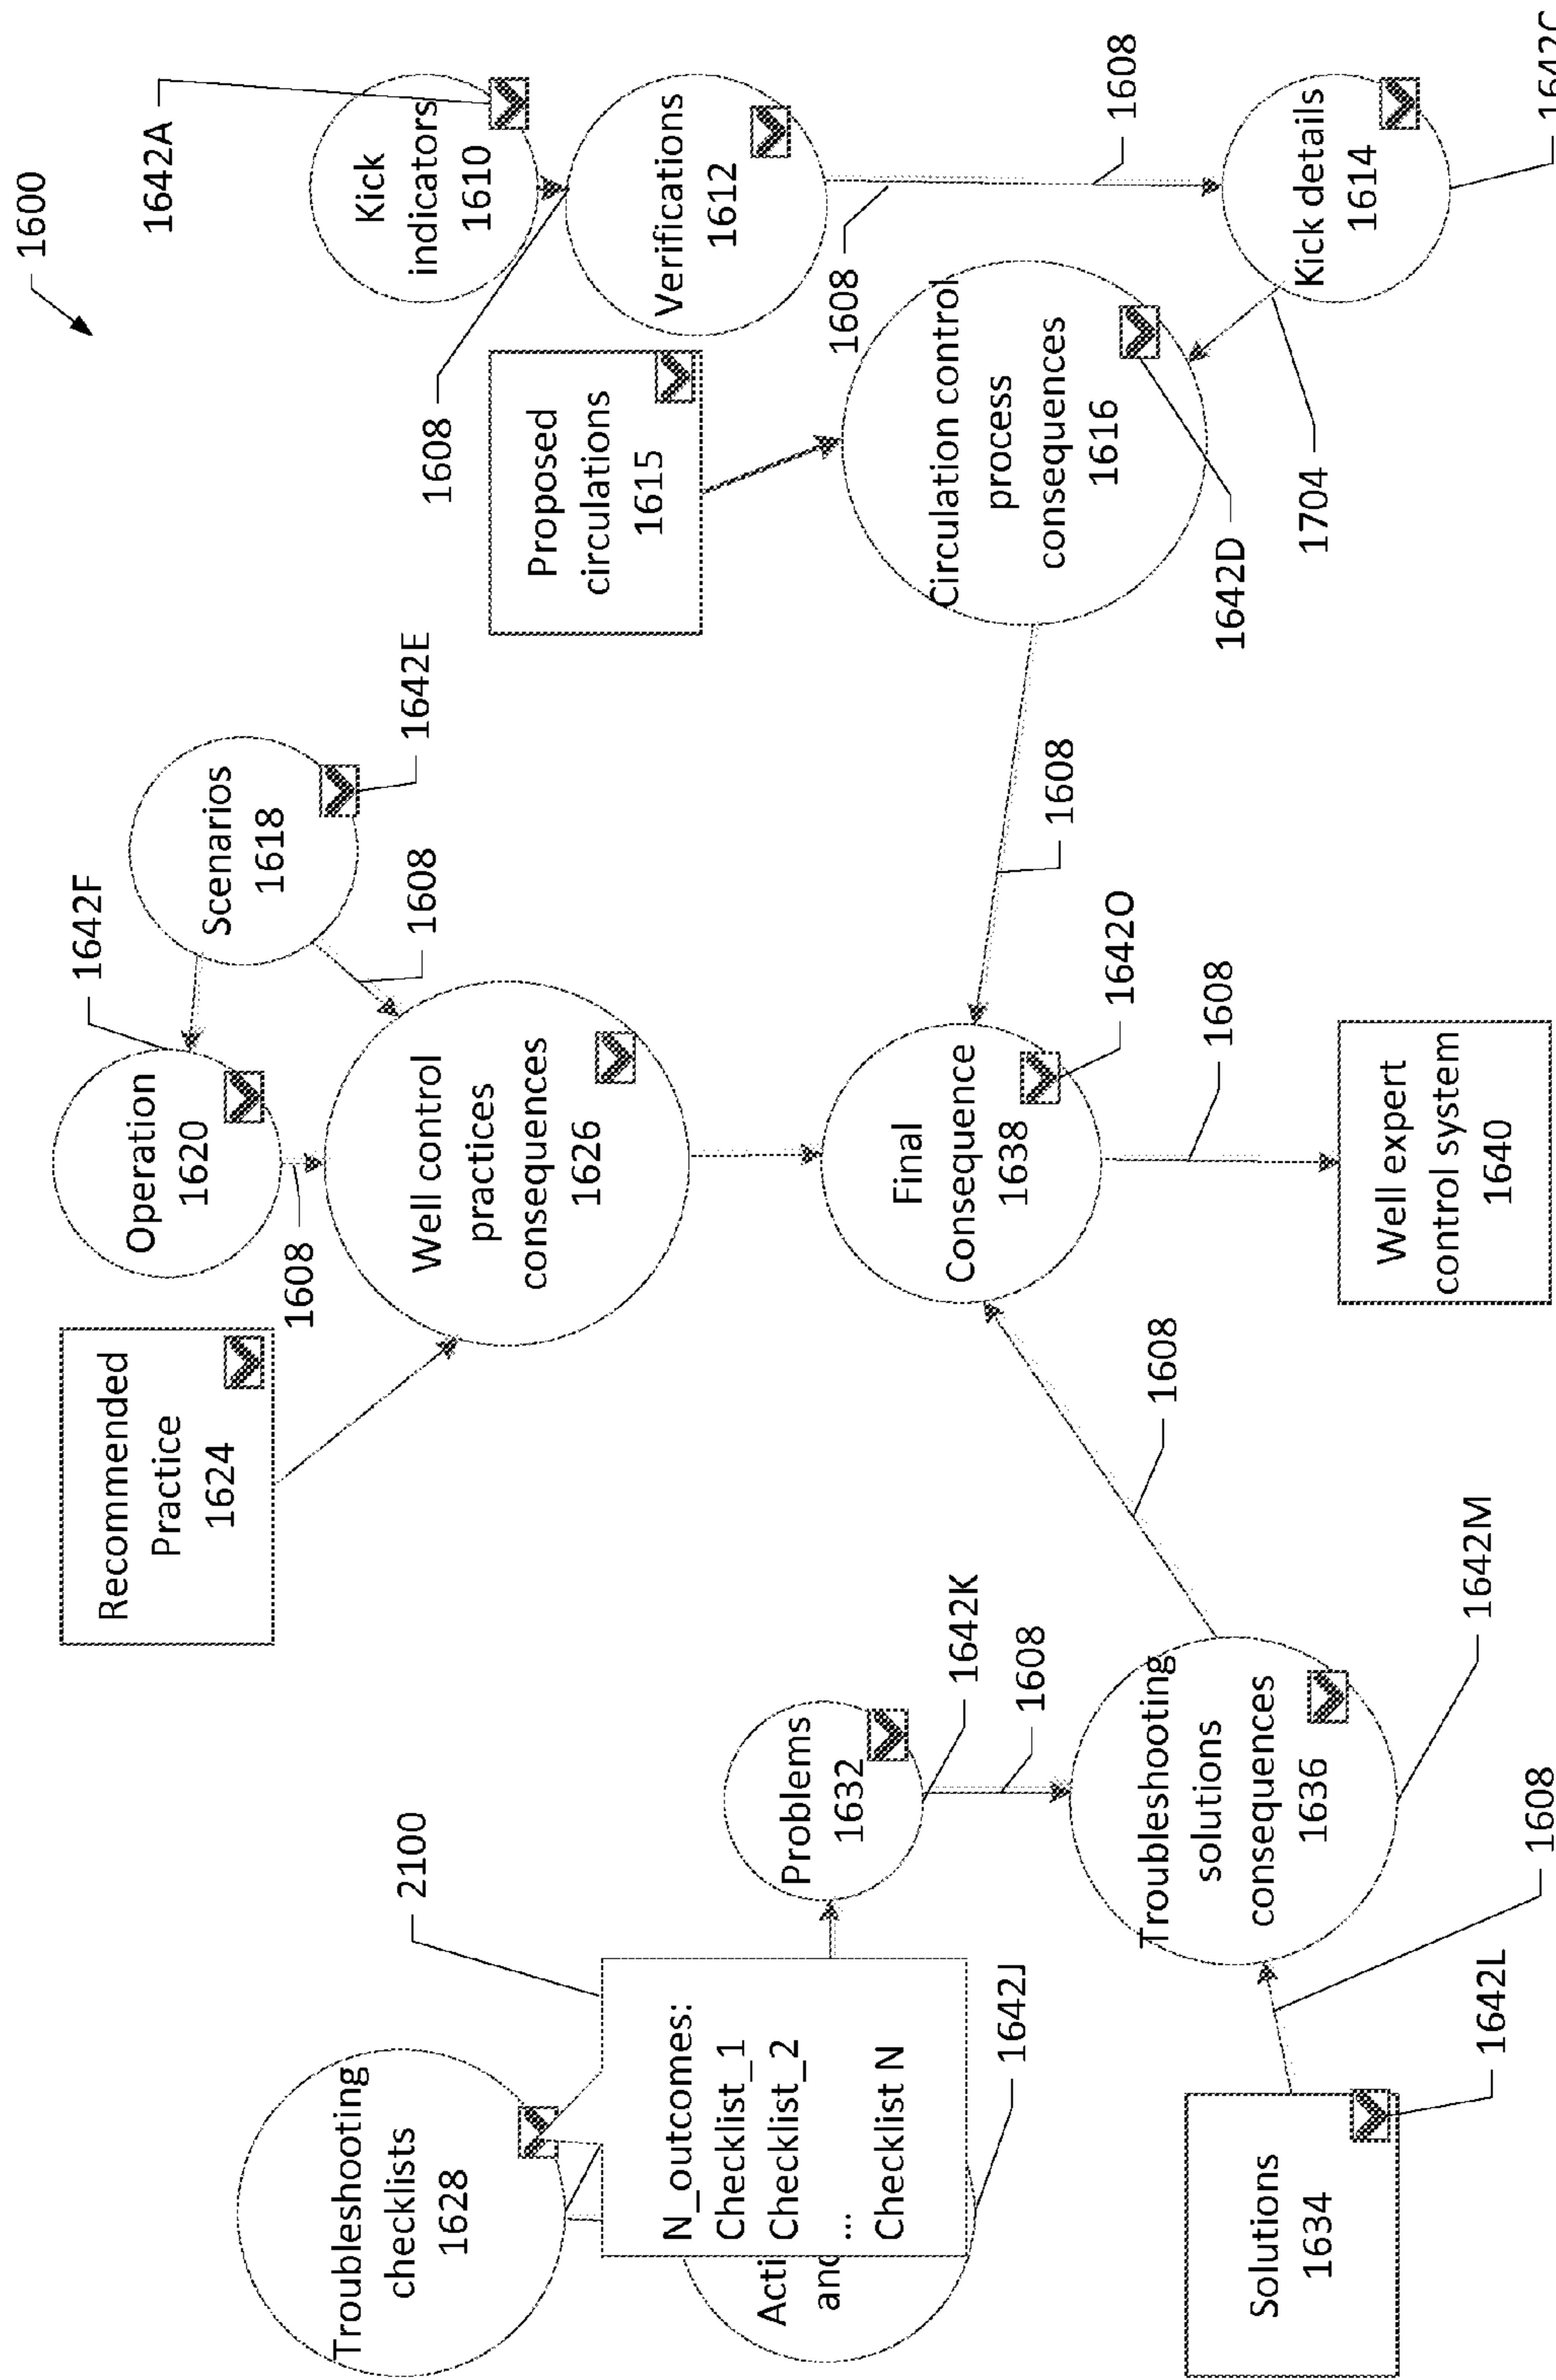 1600
Troubleshooting
checklists
1628
2100
N_outcomes:
Checklist_1
Checklist_2
...
Checklist N
Acti
and
1642J
Problems
1632
1642K
1608
Solutions
1634
1642L
1608
Troubleshooting
solutions
consequences
1636
1642M
1608
Recommended
Practice
1624
Operation
1620
1642F
1608
Scenarios
1618
1642E
1608
Well control
practices
consequences
1626
Final
Consequence
1638
1642O
1608
Well expert
control system
1640
1608
Proposed
circulations
1615
Circulation control
process
consequences
1616
1642D
1704
Kick
indicators
1610
1642A
1608
Verifications
1612
1608
1608
Kick details
1614
1642C